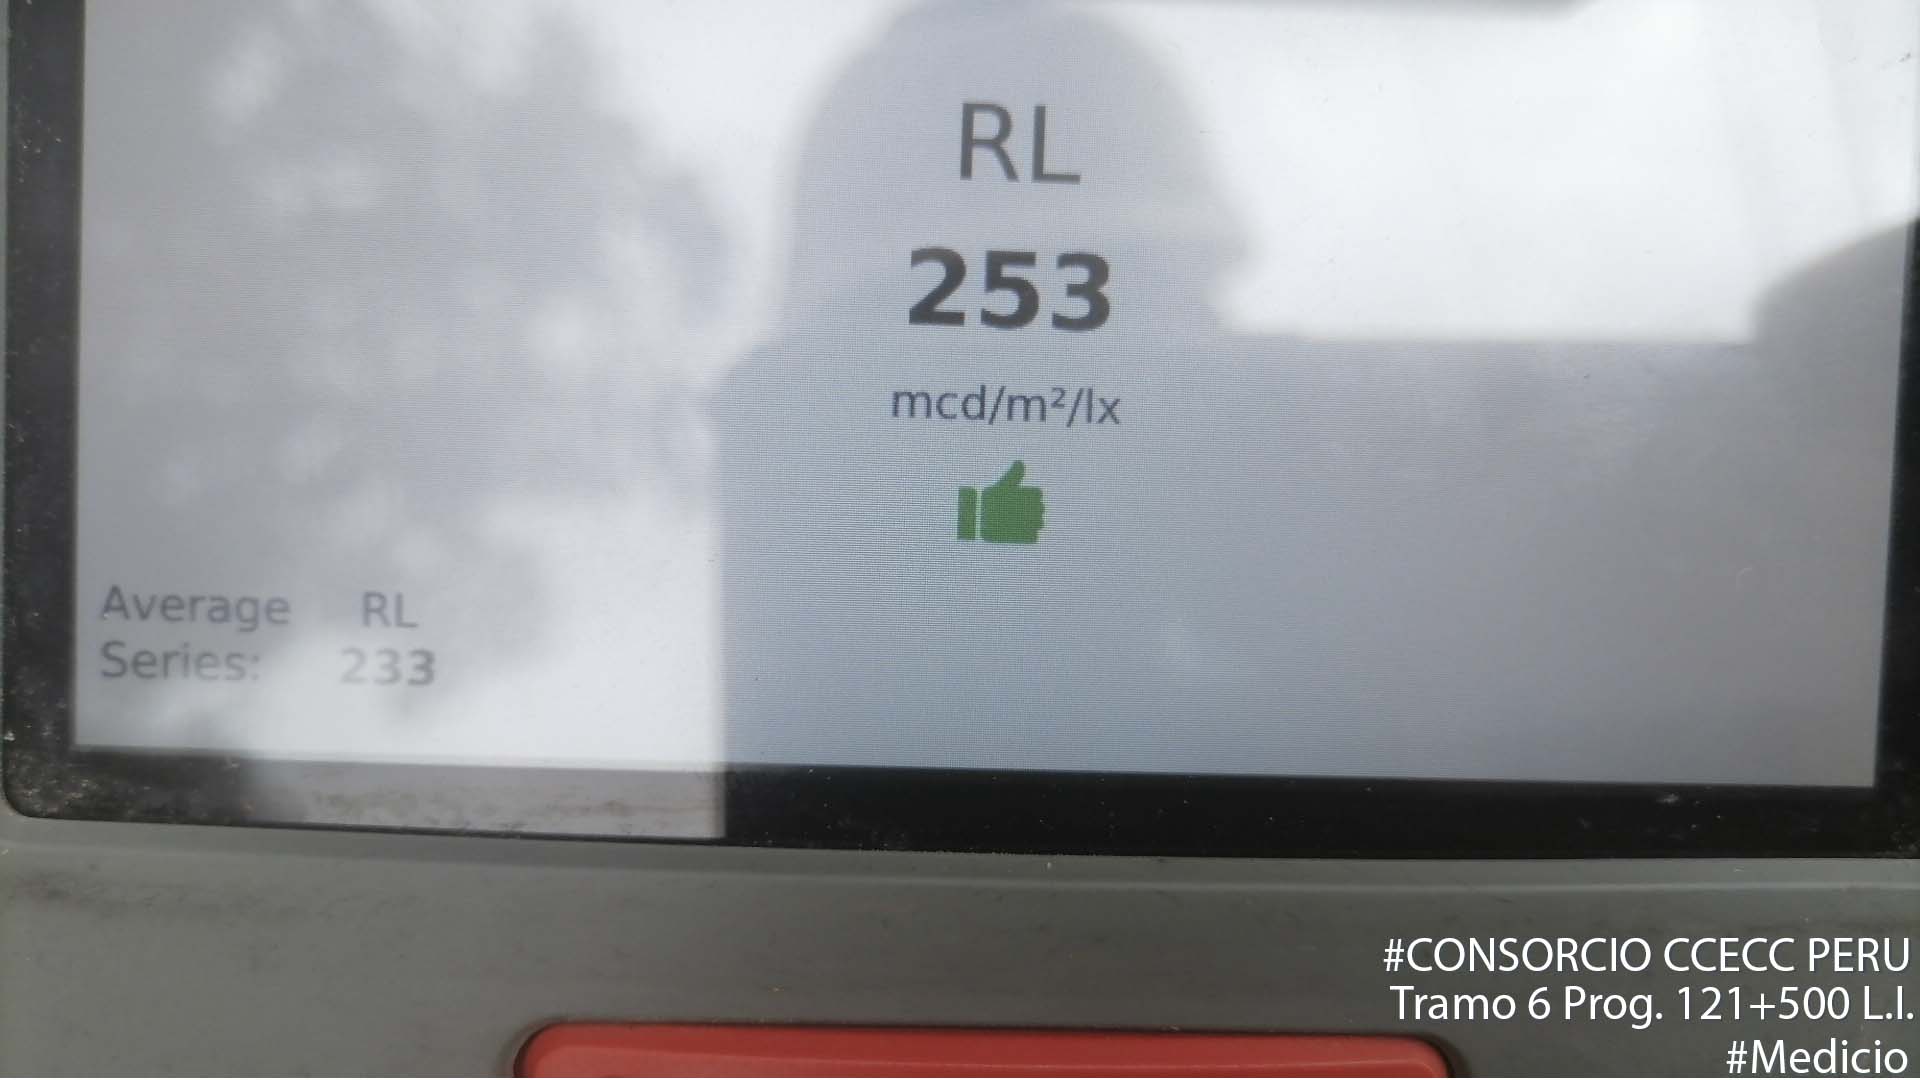 RL
253
mcd/m²/lx
Average RL
Series: 233
#CONSORCIO CCECC PERU
Tramo 6 Prog. 121+500 L.I.
#Medicio